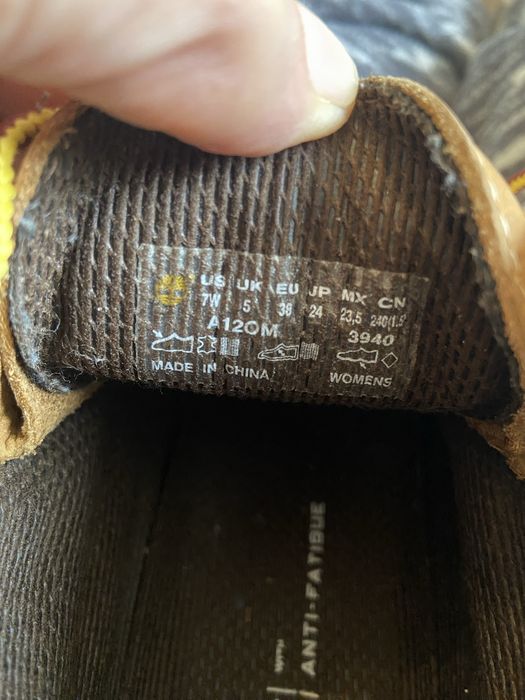 US UK EU JP MX CN
7W 5 38 24 23,5 240(1.5
A12OM 3940
MADE IN CHINA WOMENS
ANTI-FATIGUE